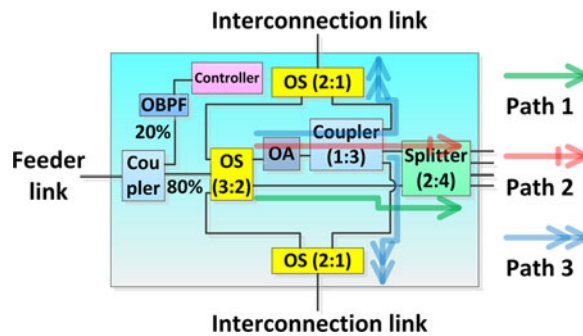 Interconnection link
Controller
OS (2:1)
OBPF
20%
Coupler
(1:3)
OA
Splitter
(2:4)
Feeder
link
Cou
pler
80%
OS
(3:2)
OS (2:1)
Interconnection link
Path 1
Path 2
Path 3